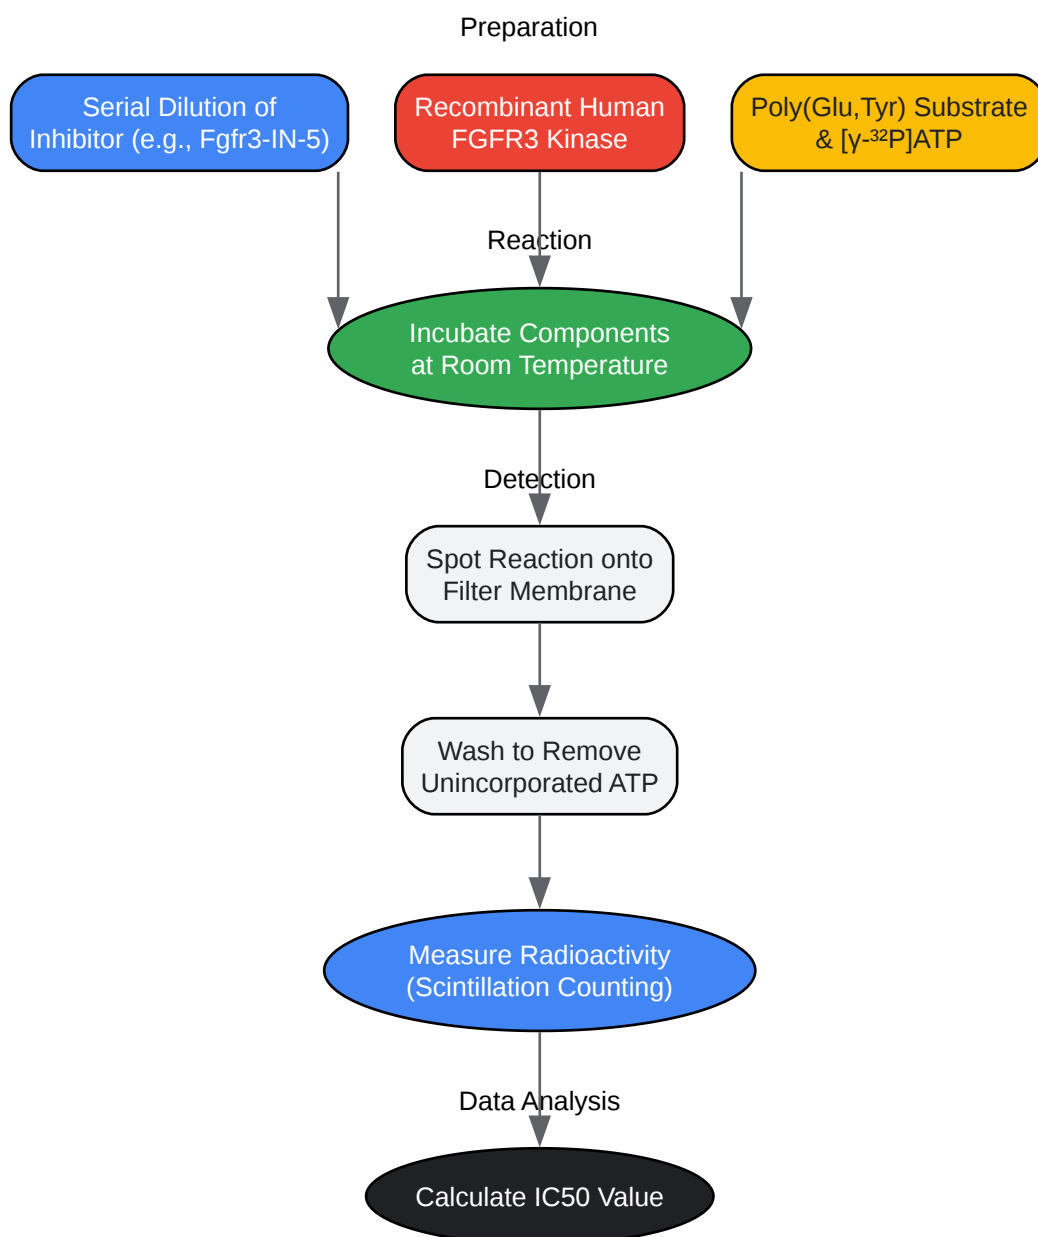 Preparation
Serial Dilution of
Inhibitor (e.g., Fgfr3-IN-5)
Recombinant Human
FGFR3 Kinase
Poly(Glu,Tyr) Substrate
& [γ-³²P]ATP
Reaction
Incubate Components
at Room Temperature
Detection
Spot Reaction onto
Filter Membrane
Wash to Remove
Unincorporated ATP
Measure Radioactivity
(Scintillation Counting)
Data Analysis
Calculate IC50 Value